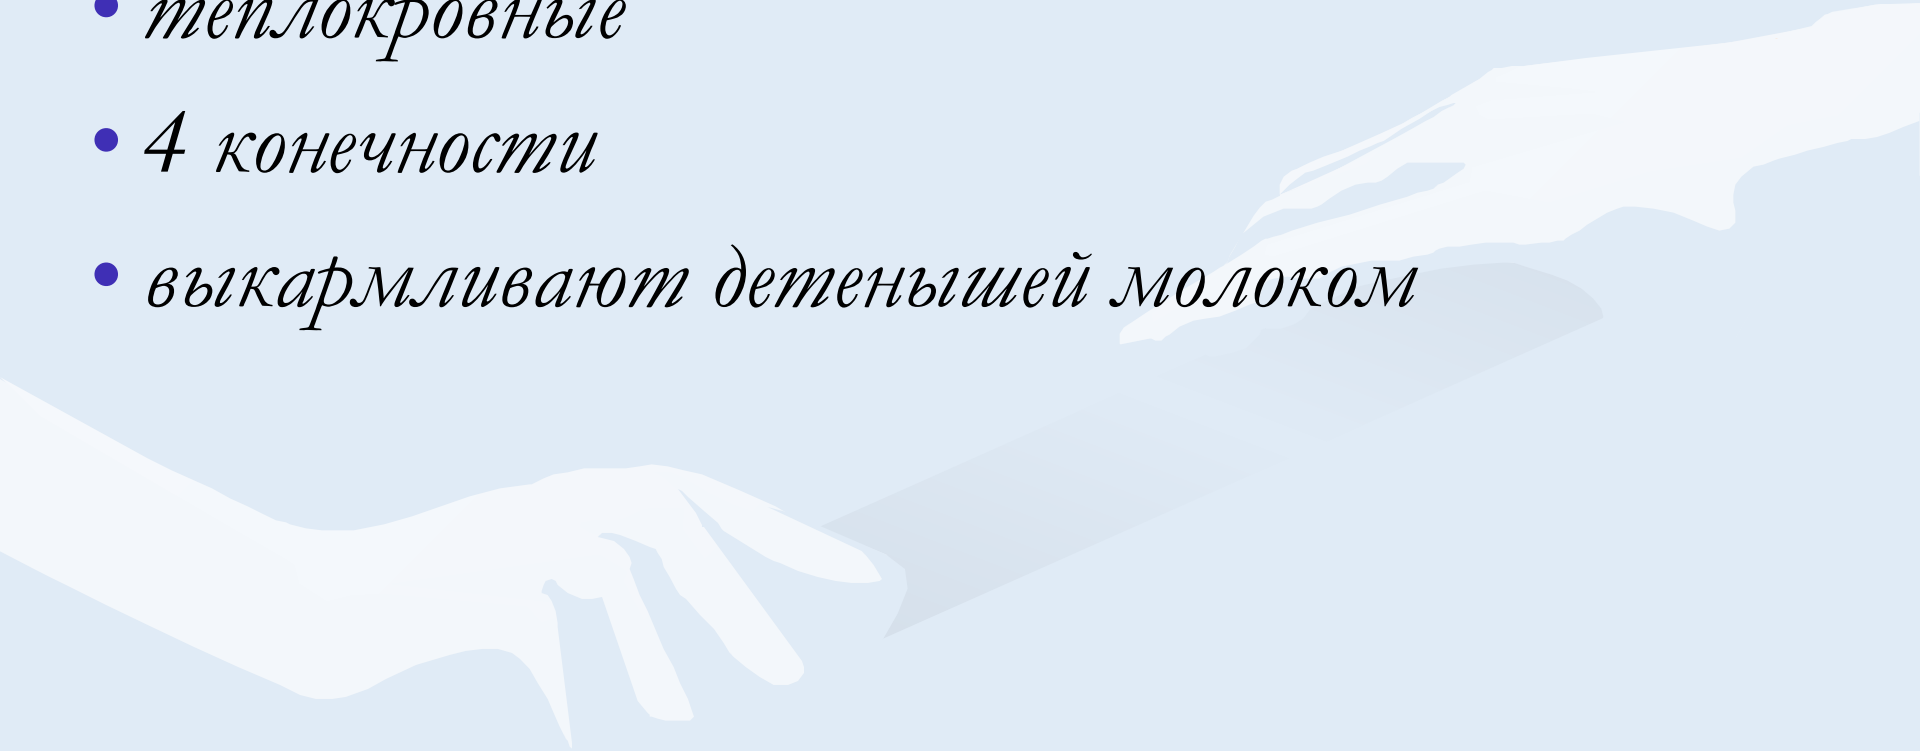 • теплокровные
• 4 конечности
• выкармливают детенышей молоком